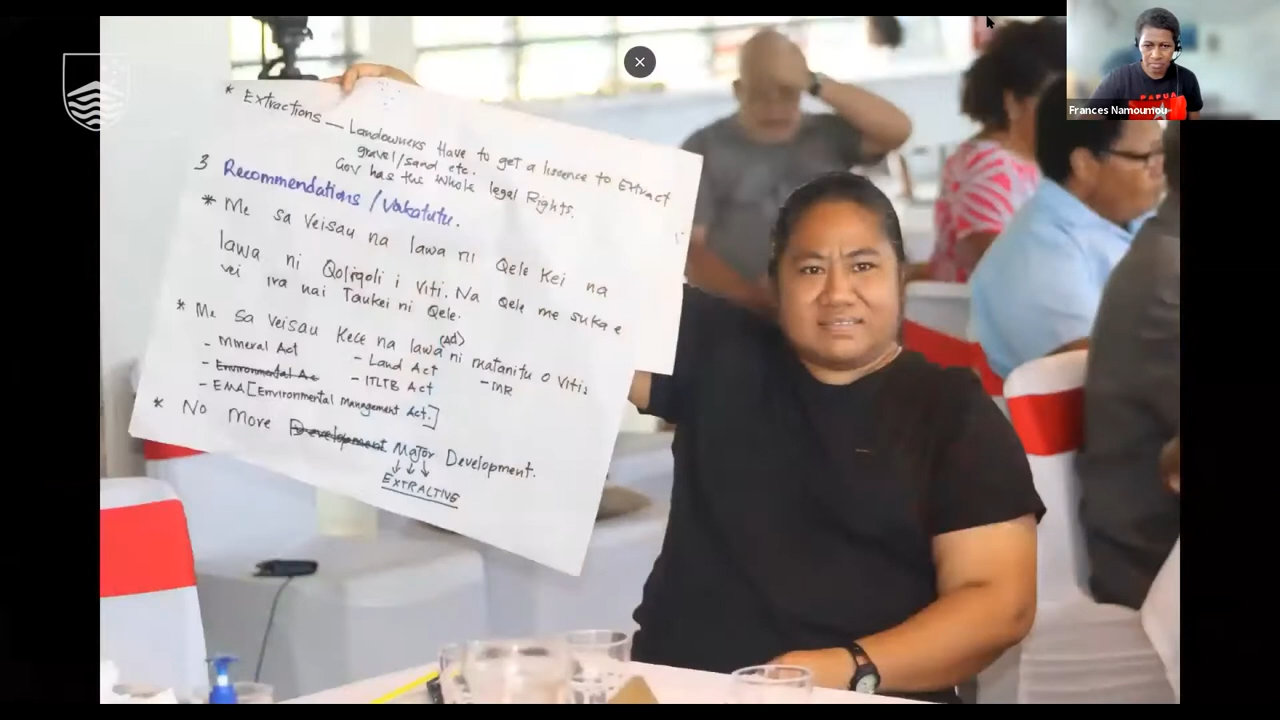 * Extractions — Landowners Have to get a liscence to Extract
gravel/sand etc.
Gov has the whole legal Rights.
3 Recommendations /Vakatutu.
* Me sa veisau na lawa ni Qele kei na
lawa ni Qoliqoli i Viti. Na Qele me suka e
vei ira nai Taukei ni Qele.
* Me sa veisau kece na lawa (Ad) ni matanitu o Viti:
- Mineral Act - Land Act
- Environmental Ac - ITLTB Act
- EMA [Environmental Management Act.]
* No More Development Major Development.
EXTRACTIVE
Frances Namoumou
PAPUA